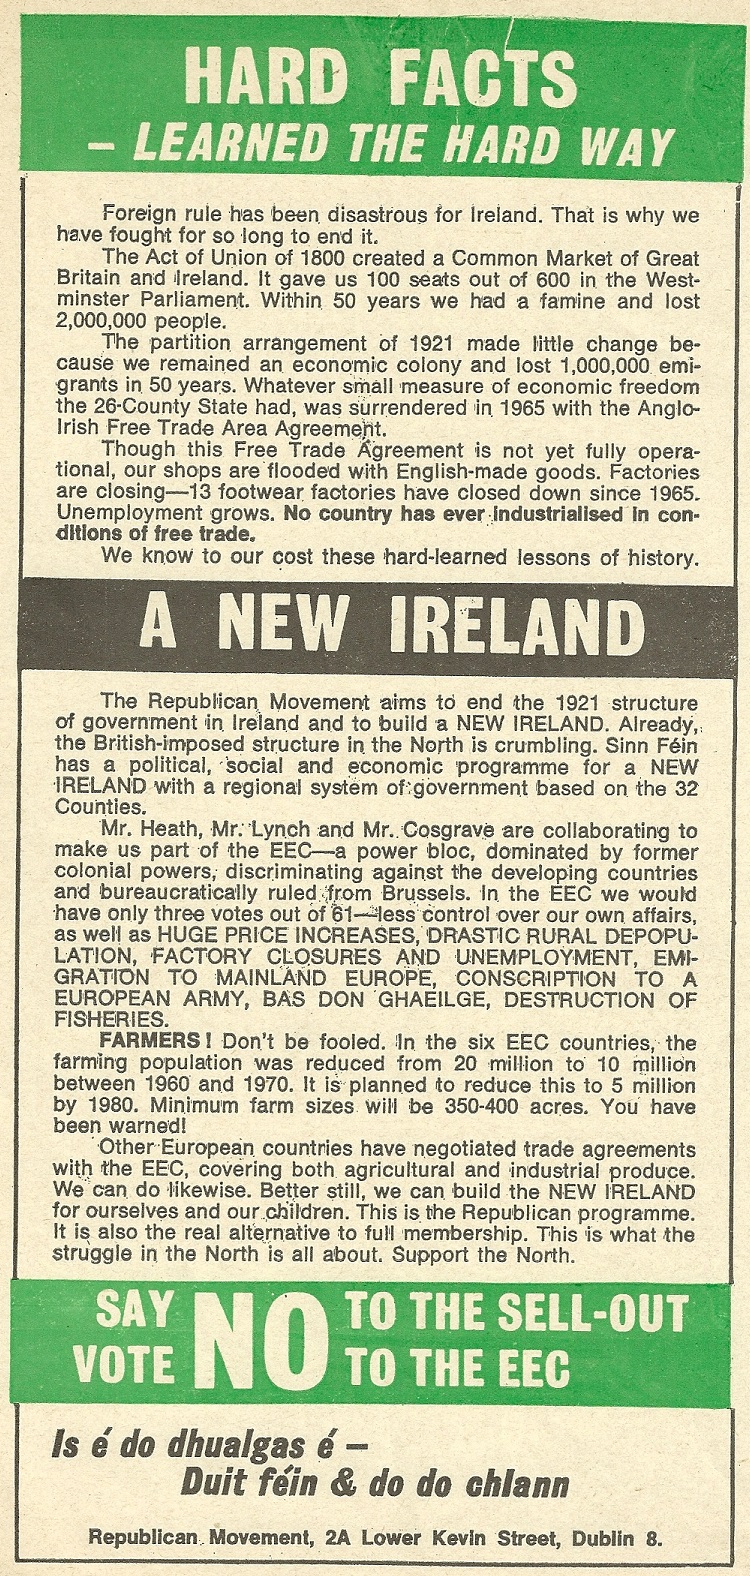 HARD FACTS
– LEARNED THE HARD WAY
Foreign rule has been disastrous for Ireland. That is why we
have fought for so long to end it.
The Act of Union of 1800 created a Common Market of Great
Britain and Ireland. It gave us 100 seats out of 600 in the West-
minster Parliament. Within 50 years we had a famine and lost
2,000,000 people.
The partition arrangement of 1921 made little change be-
cause we remained an economic colony and lost 1,000,000 emi-
grants in 50 years. Whatever small measure of economic freedom
the 26-County State had, was surrendered in 1965 with the Anglo-
Irish Free Trade Area Agreement.
Though this Free Trade Agreement is not yet fully opera-
tional, our shops are flooded with English-made goods. Factories
are closing—13 footwear factories have closed down since 1965.
Unemployment grows. No country has ever industrialised in con-
ditions of free trade.
We know to our cost these hard-learned lessons of history.
A NEW IRELAND
The Republican Movement aims to end the 1921 structure
of government in Ireland and to build a NEW IRELAND. Already,
the British-imposed structure in the North is crumbling. Sinn Féin
has a political, social and economic programme for a NEW
IRELAND with a regional system of government based on the 32
Counties.
Mr. Heath, Mr. Lynch and Mr. Cosgrave are collaborating to
make us part of the EEC—a power bloc, dominated by former
colonial powers, discriminating against the developing countries
and bureaucratically ruled from Brussels. In the EEC we would
have only three votes out of 61—less control over our own affairs,
as well as HUGE PRICE INCREASES, DRASTIC RURAL DEPOPU-
LATION, FACTORY CLOSURES AND UNEMPLOYMENT, EMI-
GRATION TO MAINLAND EUROPE, CONSCRIPTION TO A
EUROPEAN ARMY, BAS DON GHAEILGE, DESTRUCTION OF
FISHERIES.
FARMERS! Don't be fooled. In the six EEC countries, the
farming population was reduced from 20 million to 10 million
between 1960 and 1970. It is planned to reduce this to 5 million
by 1980. Minimum farm sizes will be 350-400 acres. You have
been warned!
Other European countries have negotiated trade agreements
with the EEC, covering both agricultural and industrial produce.
We can do likewise. Better still, we can build the NEW IRELAND
for ourselves and our children. This is the Republican programme.
It is also the real alternative to full membership. This is what the
struggle in the North is all about. Support the North.
SAY NO TO THE SELL-OUT
VOTE NO TO THE EEC
Is é do dhualgas é –
Duit féin & do do chlann
Republican Movement, 2A Lower Kevin Street, Dublin 8.